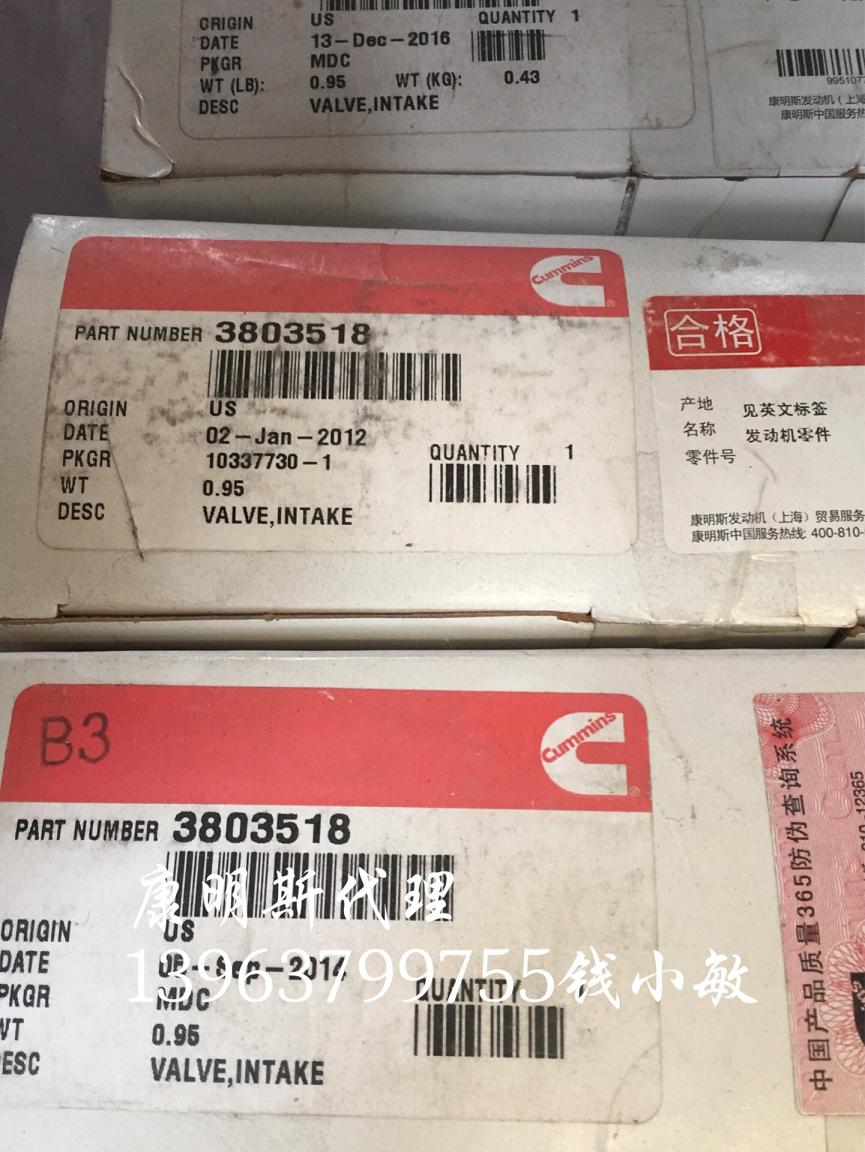 ORIGIN US QUANTITY 1
DATE 13-Dec-2016
PKGR MDC
WT (LB): 0.95 WT (KG): 0.43
DESC VALVE,INTAKE
995107
康明斯发动机(上海
康明斯中国服务热
Cummins
PART NUMBER 3803518
ORIGIN US
DATE 02-Jan-2012
PKGR 10337730-1
QUANTITY 1
WT 0.95
DESC VALVE,INTAKE
合格
产地 见英文标签
名称 发动机零件
零件号
康明斯发动机(上海)贸易服务
康明斯中国服务热线: 400-810-
B3
Cummins
PART NUMBER 3803518
康明斯代理
ORIGIN US
DATE Sep-2014
13963799755钱小敏
PKGR MDC
QUANTITY
WT 0.95
DESC VALVE,INTAKE
中国产品质量365防伪查询系统
12365